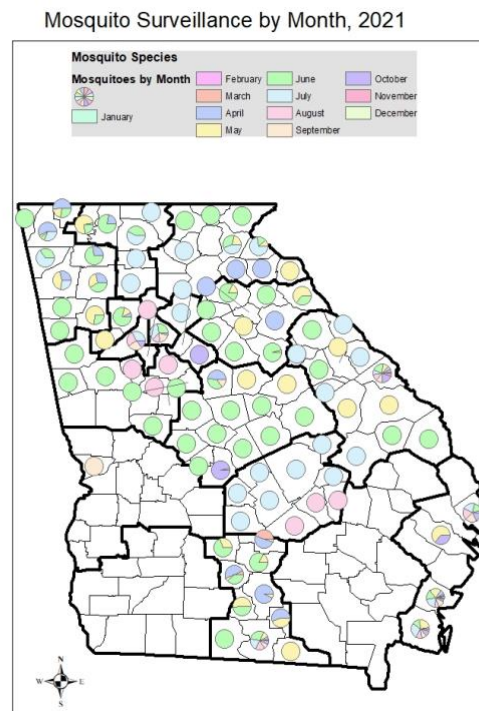 Mosquito Surveillance by Month, 2021
Mosquito Species
Mosquitoes by Month
January
February
March
April
May
June
July
August
September
October
November
December
N
W E
S